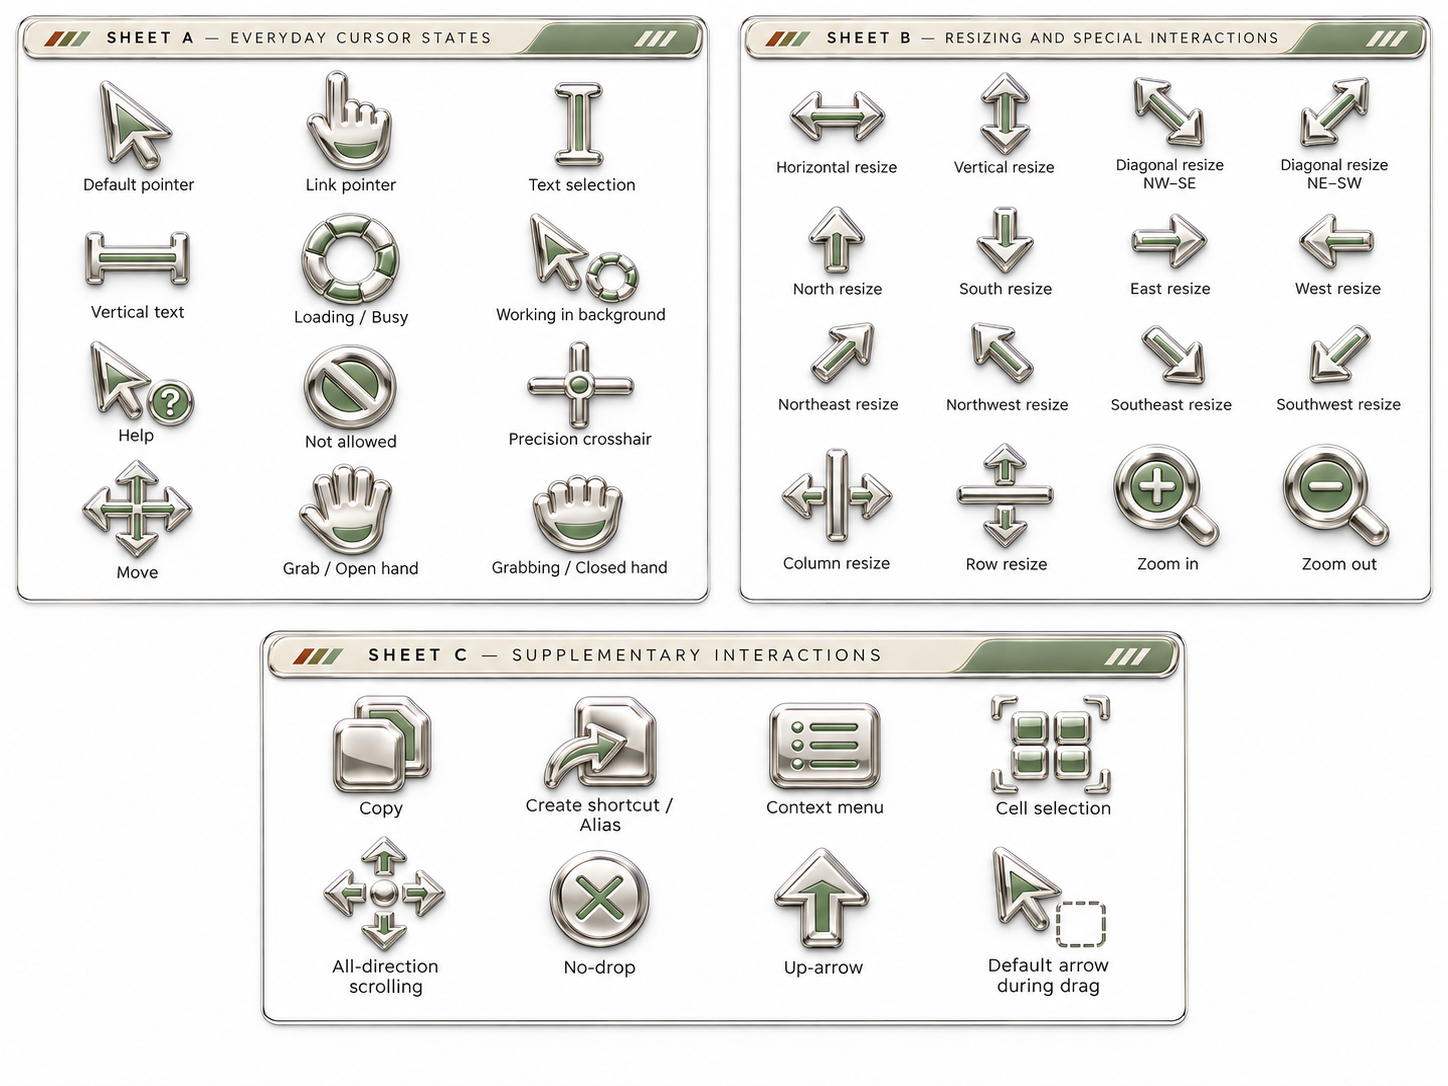 SHEET A — EVERYDAY CURSOR STATES
Default pointer
Link pointer
Text selection
Vertical text
Loading / Busy
Working in background
?
Help
Not allowed
Precision crosshair
Move
Grab / Open hand
Grabbing / Closed hand
SHEET B — RESIZING AND SPECIAL INTERACTIONS
Horizontal resize
Vertical resize
Diagonal resize
NW–SE
Diagonal resize
NE–SW
North resize
South resize
East resize
West resize
Northeast resize
Northwest resize
Southeast resize
Southwest resize
Column resize
Row resize
Zoom in
Zoom out
SHEET C — SUPPLEMENTARY INTERACTIONS
Copy
Create shortcut /
Alias
Context menu
Cell selection
All-direction
scrolling
No-drop
Up-arrow
Default arrow
during drag